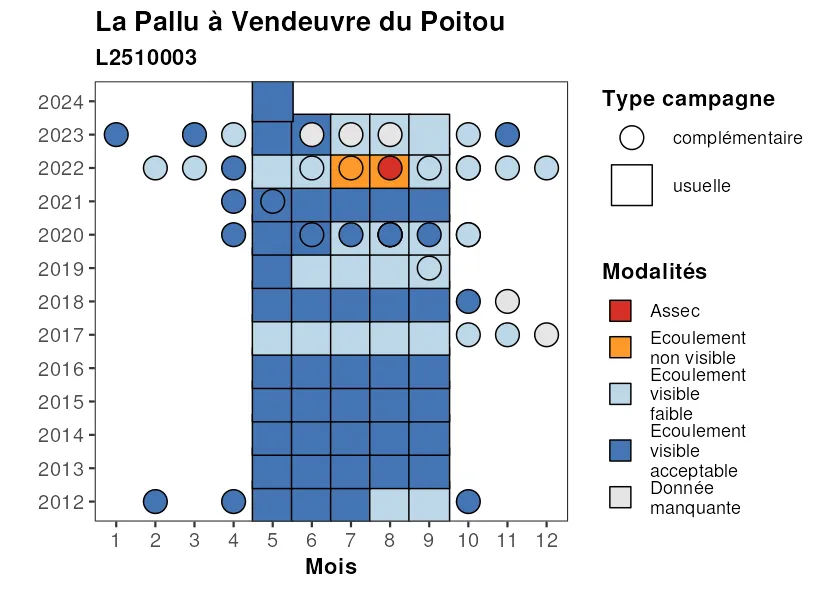 La Pallu à Vendeuvre du Poitou
L2510003
2024
2023
2022
2021
2020
2019
2018
2017
2016
2015
2014
2013
2012
1 2 3 4 5 6 7 8 9 10 11 12
Mois
Type campagne
complémentaire
usuelle
Modalités
Assec
Ecoulement
non visible
Ecoulement
visible
faible
Ecoulement
visible
acceptable
Donnée
manquante